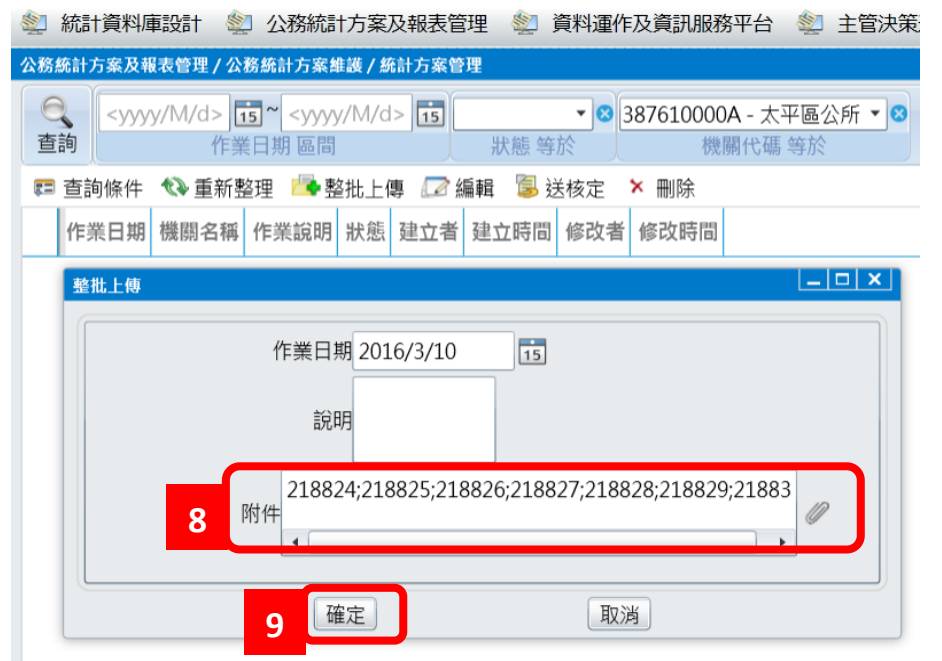 統計資料庫設計 公務統計方案及報表管理 資料運作及資訊服務平台 主管決策
公務統計方案及報表管理 / 公務統計方案維護 / 統計方案管理
<yyyy/M/d> 15 ~ <yyyy/M/d> 15 387610000A - 太平區公所
查詢 作業日期 區間 狀態 等於 機關代碼 等於
查詢條件 重新整理 整批上傳 編輯 送核定 刪除
作業日期 機關名稱 作業說明 狀態 建立者 建立時間 修改者 修改時間
整批上傳
作業日期 2016/3/10 15
說明
218824;218825;218826;218827;218828;218829;21883
8 附件
9 確定 取消